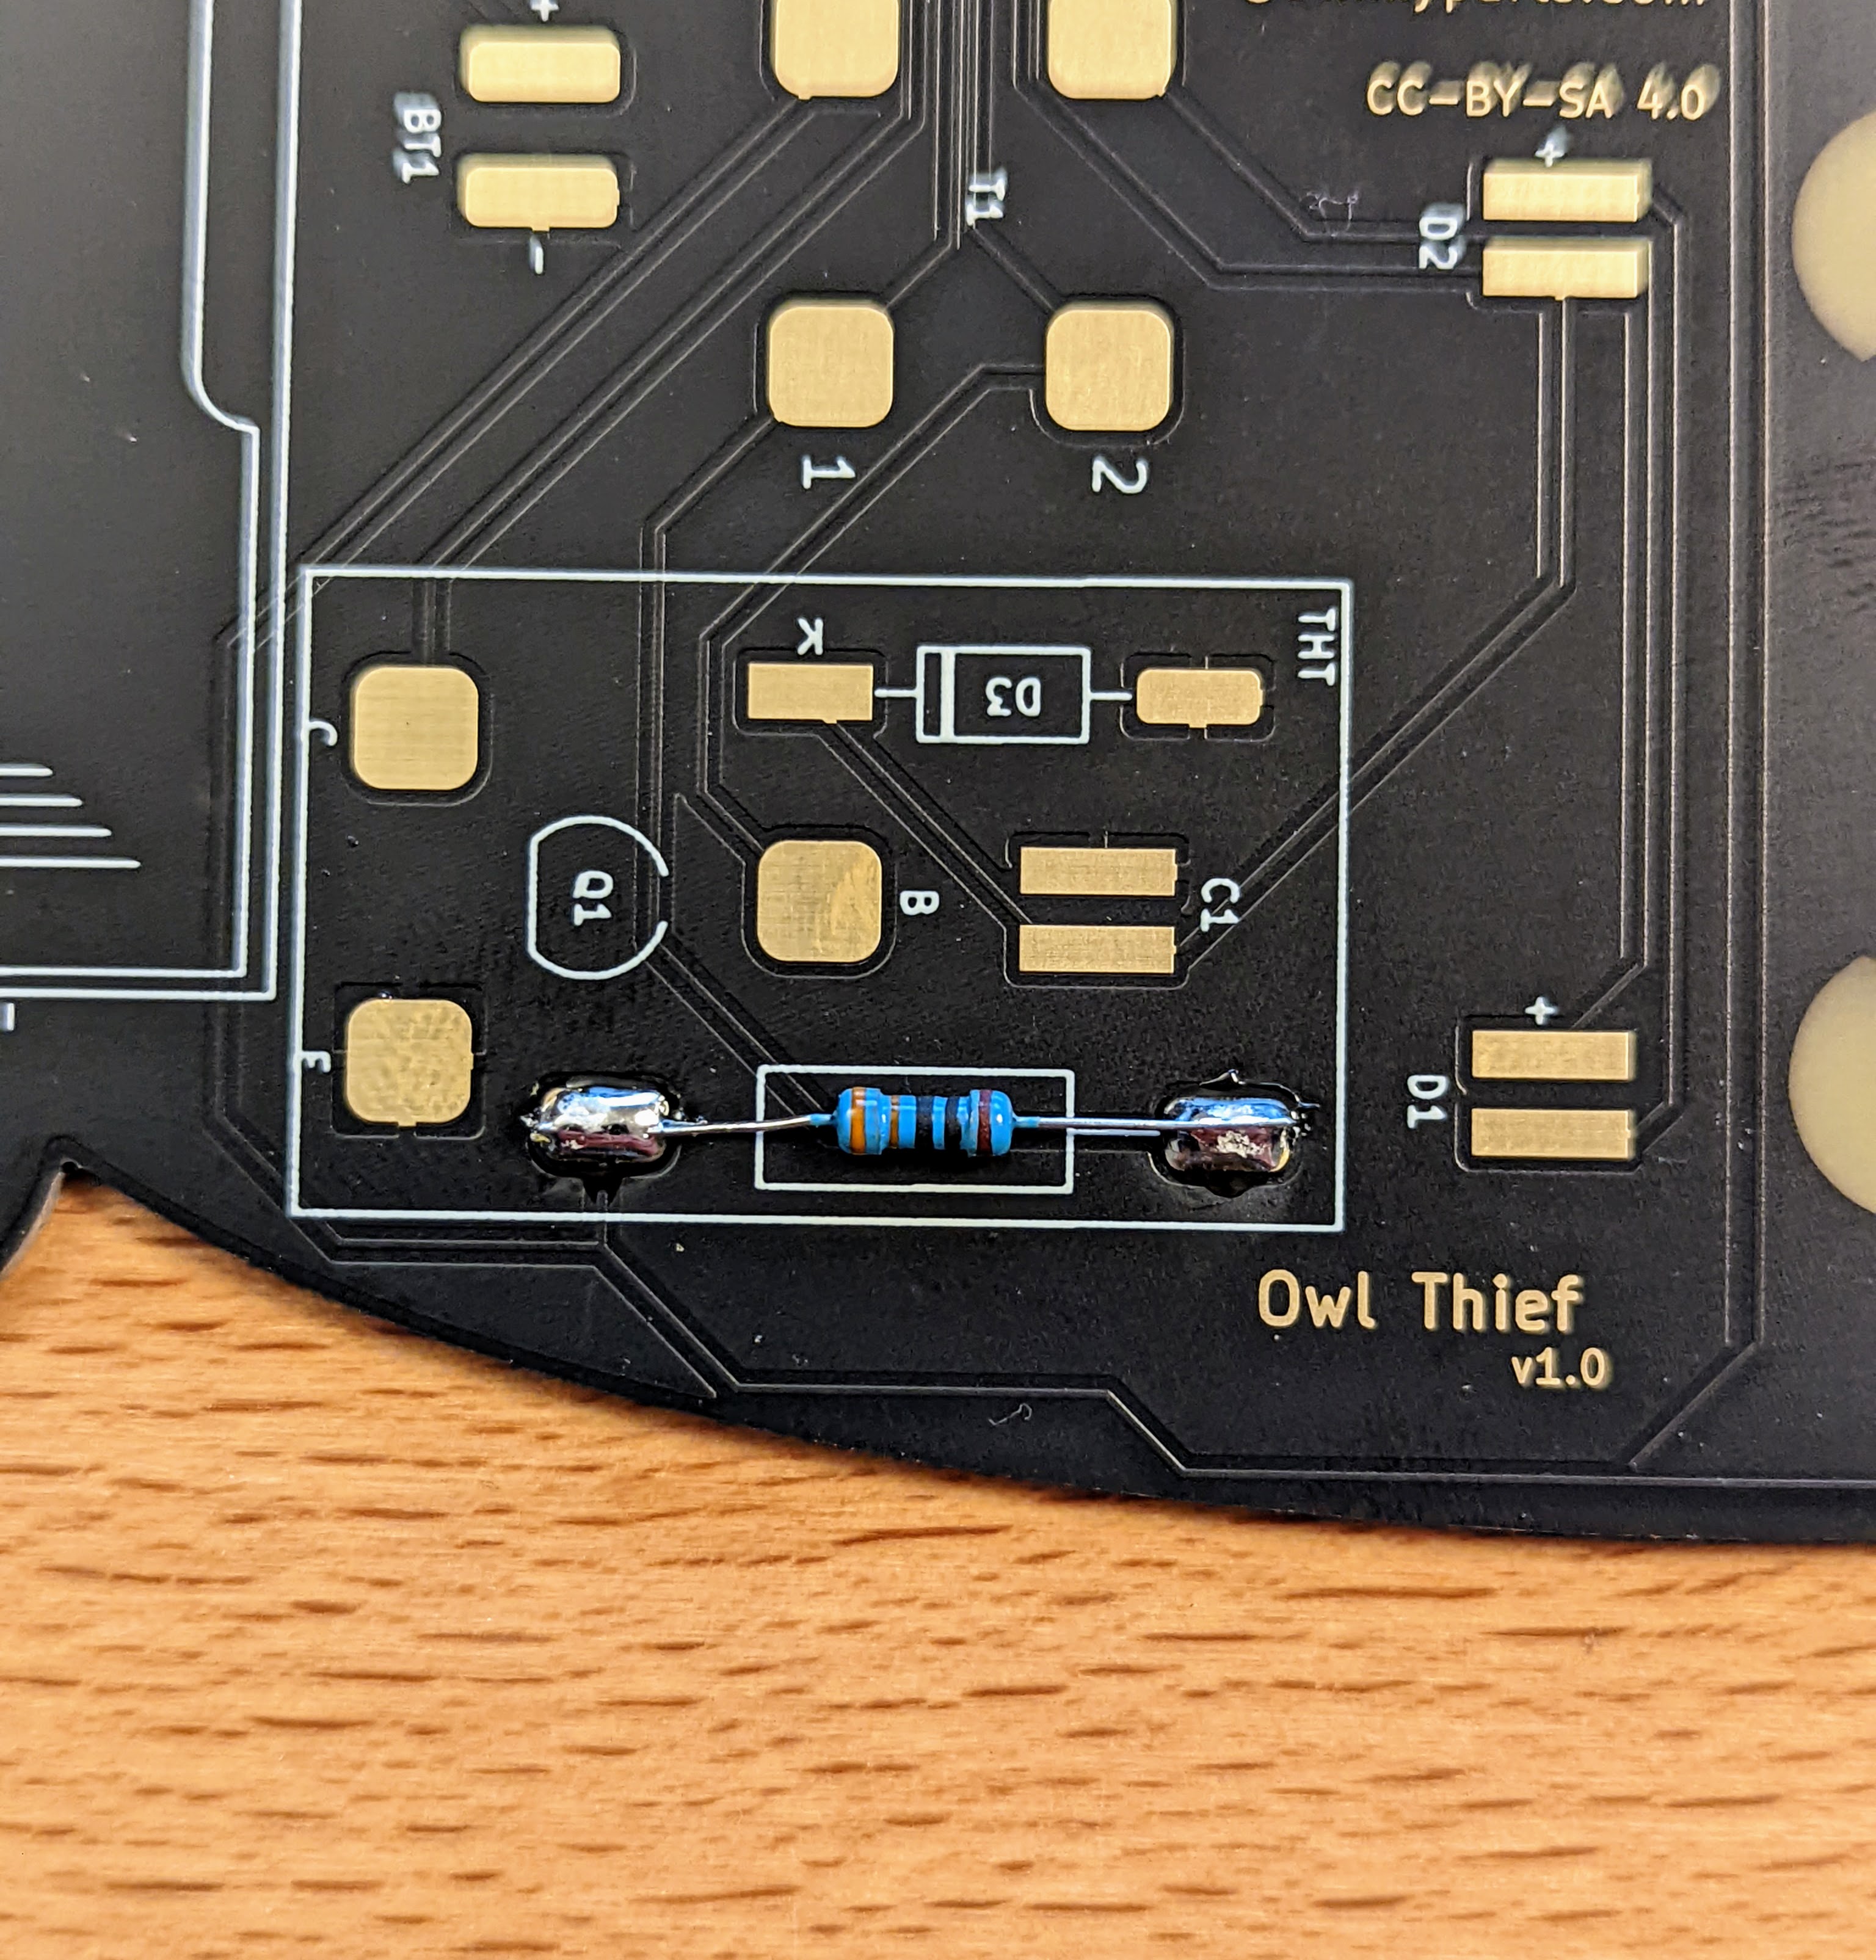 +
CC-BY-SA 4.0
BT1
+
T1
D2
-
1
2
THT
K
D3
C
Q1
B
C1
E
+
D1
Owl Thief
v1.0